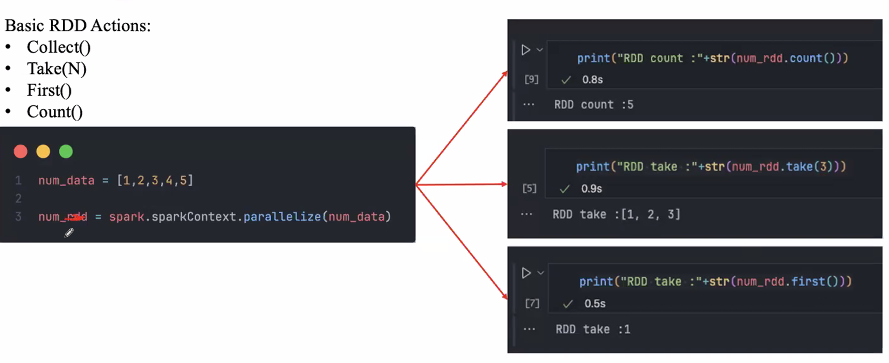 Basic RDD Actions:
• Collect()
• Take(N)
• First()
• Count()
1 num_data = [1,2,3,4,5]
2
3 num_rdd = spark.sparkContext.parallelize(num_data)
print("RDD count :"+str(num_rdd.count()))
[9] ✓ 0.8s
... RDD count :5
print("RDD take :"+str(num_rdd.take(3)))
[5] ✓ 0.9s
... RDD take :[1, 2, 3]
print("RDD take :"+str(num_rdd.first()))
[7] ✓ 0.5s
... RDD take :1